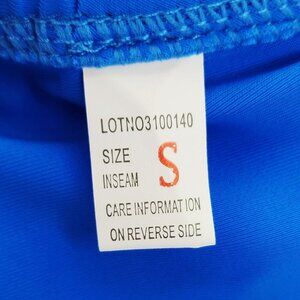 LOTNO3100140
SIZE S
INSEAM
CARE INFORMATION
ON REVERSE SIDE